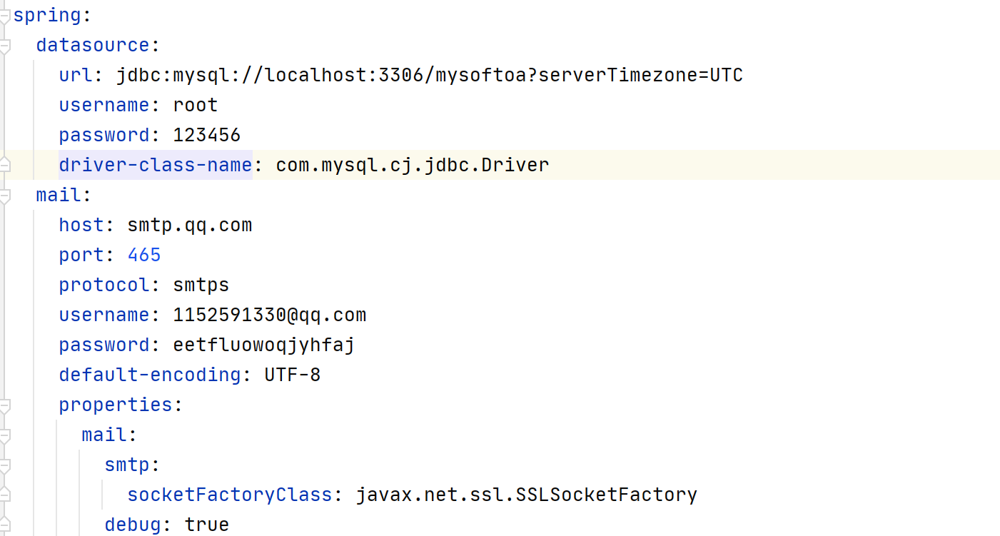 spring:
  datasource:
    url: jdbc:mysql://localhost:3306/mysoftoa?serverTimezone=UTC
    username: root
    password: 123456
    driver-class-name: com.mysql.cj.jdbc.Driver
  mail:
    host: smtp.qq.com
    port: 465
    protocol: smtps
    username: 1152591330@qq.com
    password: eetfluowoqjyhfaj
    default-encoding: UTF-8
    properties:
      mail:
        smtp:
          socketFactoryClass: javax.net.ssl.SSLSocketFactory
        debug: true